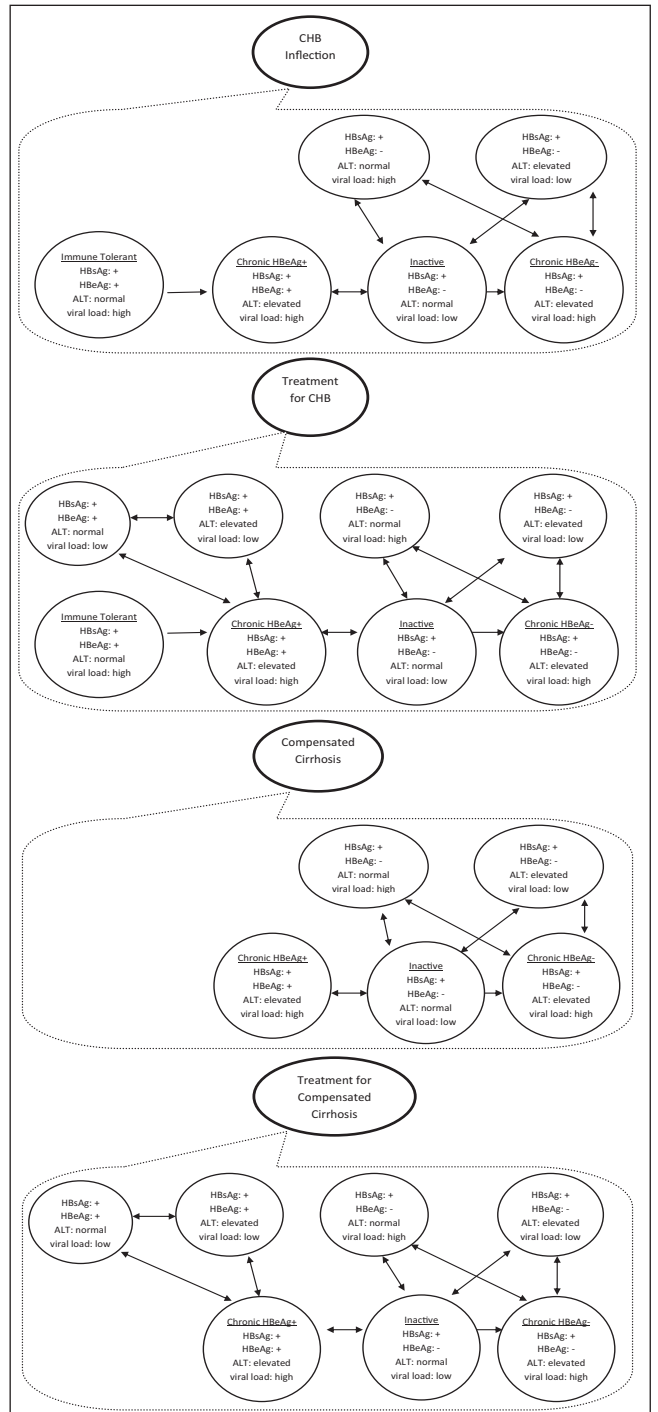 CHB
Inflection
HBsAg: +
HBeAg: -
ALT: normal
viral load: high
HBsAg: +
HBeAg: -
ALT: elevated
viral load: low
Immune Tolerant
HBsAg: +
HBeAg: +
ALT: normal
viral load: high
Chronic HBeAg+
HBsAg: +
HBeAg: +
ALT: elevated
viral load: high
Inactive
HBsAg: +
HBeAg: -
ALT: normal
viral load: low
Chronic HBeAg-
HBsAg: +
HBeAg: -
ALT: elevated
viral load: high
Treatment
for CHB
HBsAg: +
HBeAg: +
ALT: normal
viral load: low
HBsAg: +
HBeAg: +
ALT: elevated
viral load: low
HBsAg: +
HBeAg: -
ALT: normal
viral load: high
HBsAg: +
HBeAg: -
ALT: elevated
viral load: low
Immune Tolerant
HBsAg: +
HBeAg: +
ALT: normal
viral load: high
Chronic HBeAg+
HBsAg: +
HBeAg: +
ALT: elevated
viral load: high
Inactive
HBsAg: +
HBeAg: -
ALT: normal
viral load: low
Chronic HBeAg-
HBsAg: +
HBeAg: -
ALT: elevated
viral load: high
Compensated
Cirrhosis
HBsAg: +
HBeAg: -
ALT: normal
viral load: high
HBsAg: +
HBeAg: -
ALT: elevated
viral load: low
Chronic HBeAg+
HBsAg: +
HBeAg: +
ALT: elevated
viral load: high
Inactive
HBsAg: +
HBeAg: -
ALT: normal
viral load: low
Chronic HBeAg-
HBsAg: +
HBeAg: -
ALT: elevated
viral load: high
Treatment for
Compensated
Cirrhosis
HBsAg: +
HBeAg: +
ALT: normal
viral load: low
HBsAg: +
HBeAg: +
ALT: elevated
viral load: low
HBsAg: +
HBeAg: -
ALT: normal
viral load: high
HBsAg: +
HBeAg: -
ALT: elevated
viral load: low
Chronic HBeAg+
HBsAg: +
HBeAg: +
ALT: elevated
viral load: high
Inactive
HBsAg: +
HBeAg: -
ALT: normal
viral load: low
Chronic HBeAg-
HBsAg: +
HBeAg: -
ALT: elevated
viral load: high